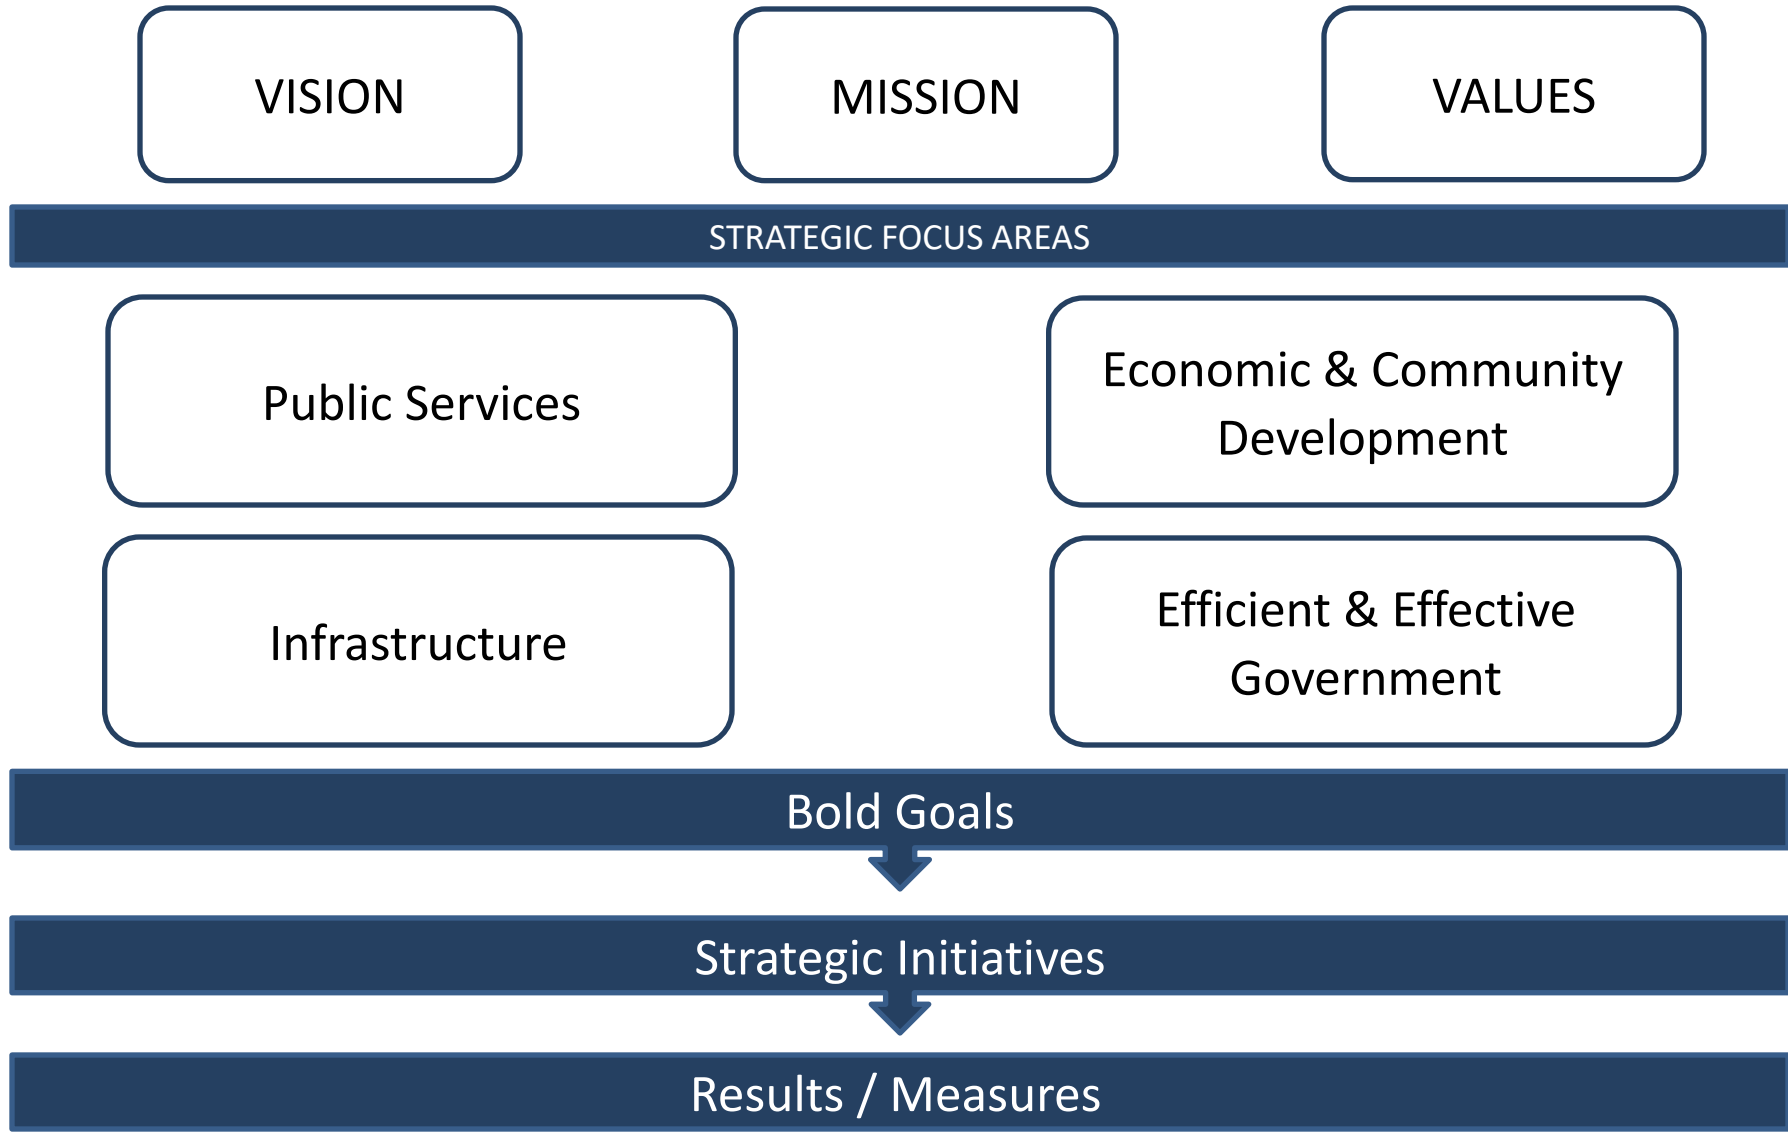 VISION
MISSION
VALUES
STRATEGIC FOCUS AREAS
Public Services
Economic & Community
Development
Infrastructure
Efficient & Effective
Government
Bold Goals
Strategic Initiatives
Results / Measures